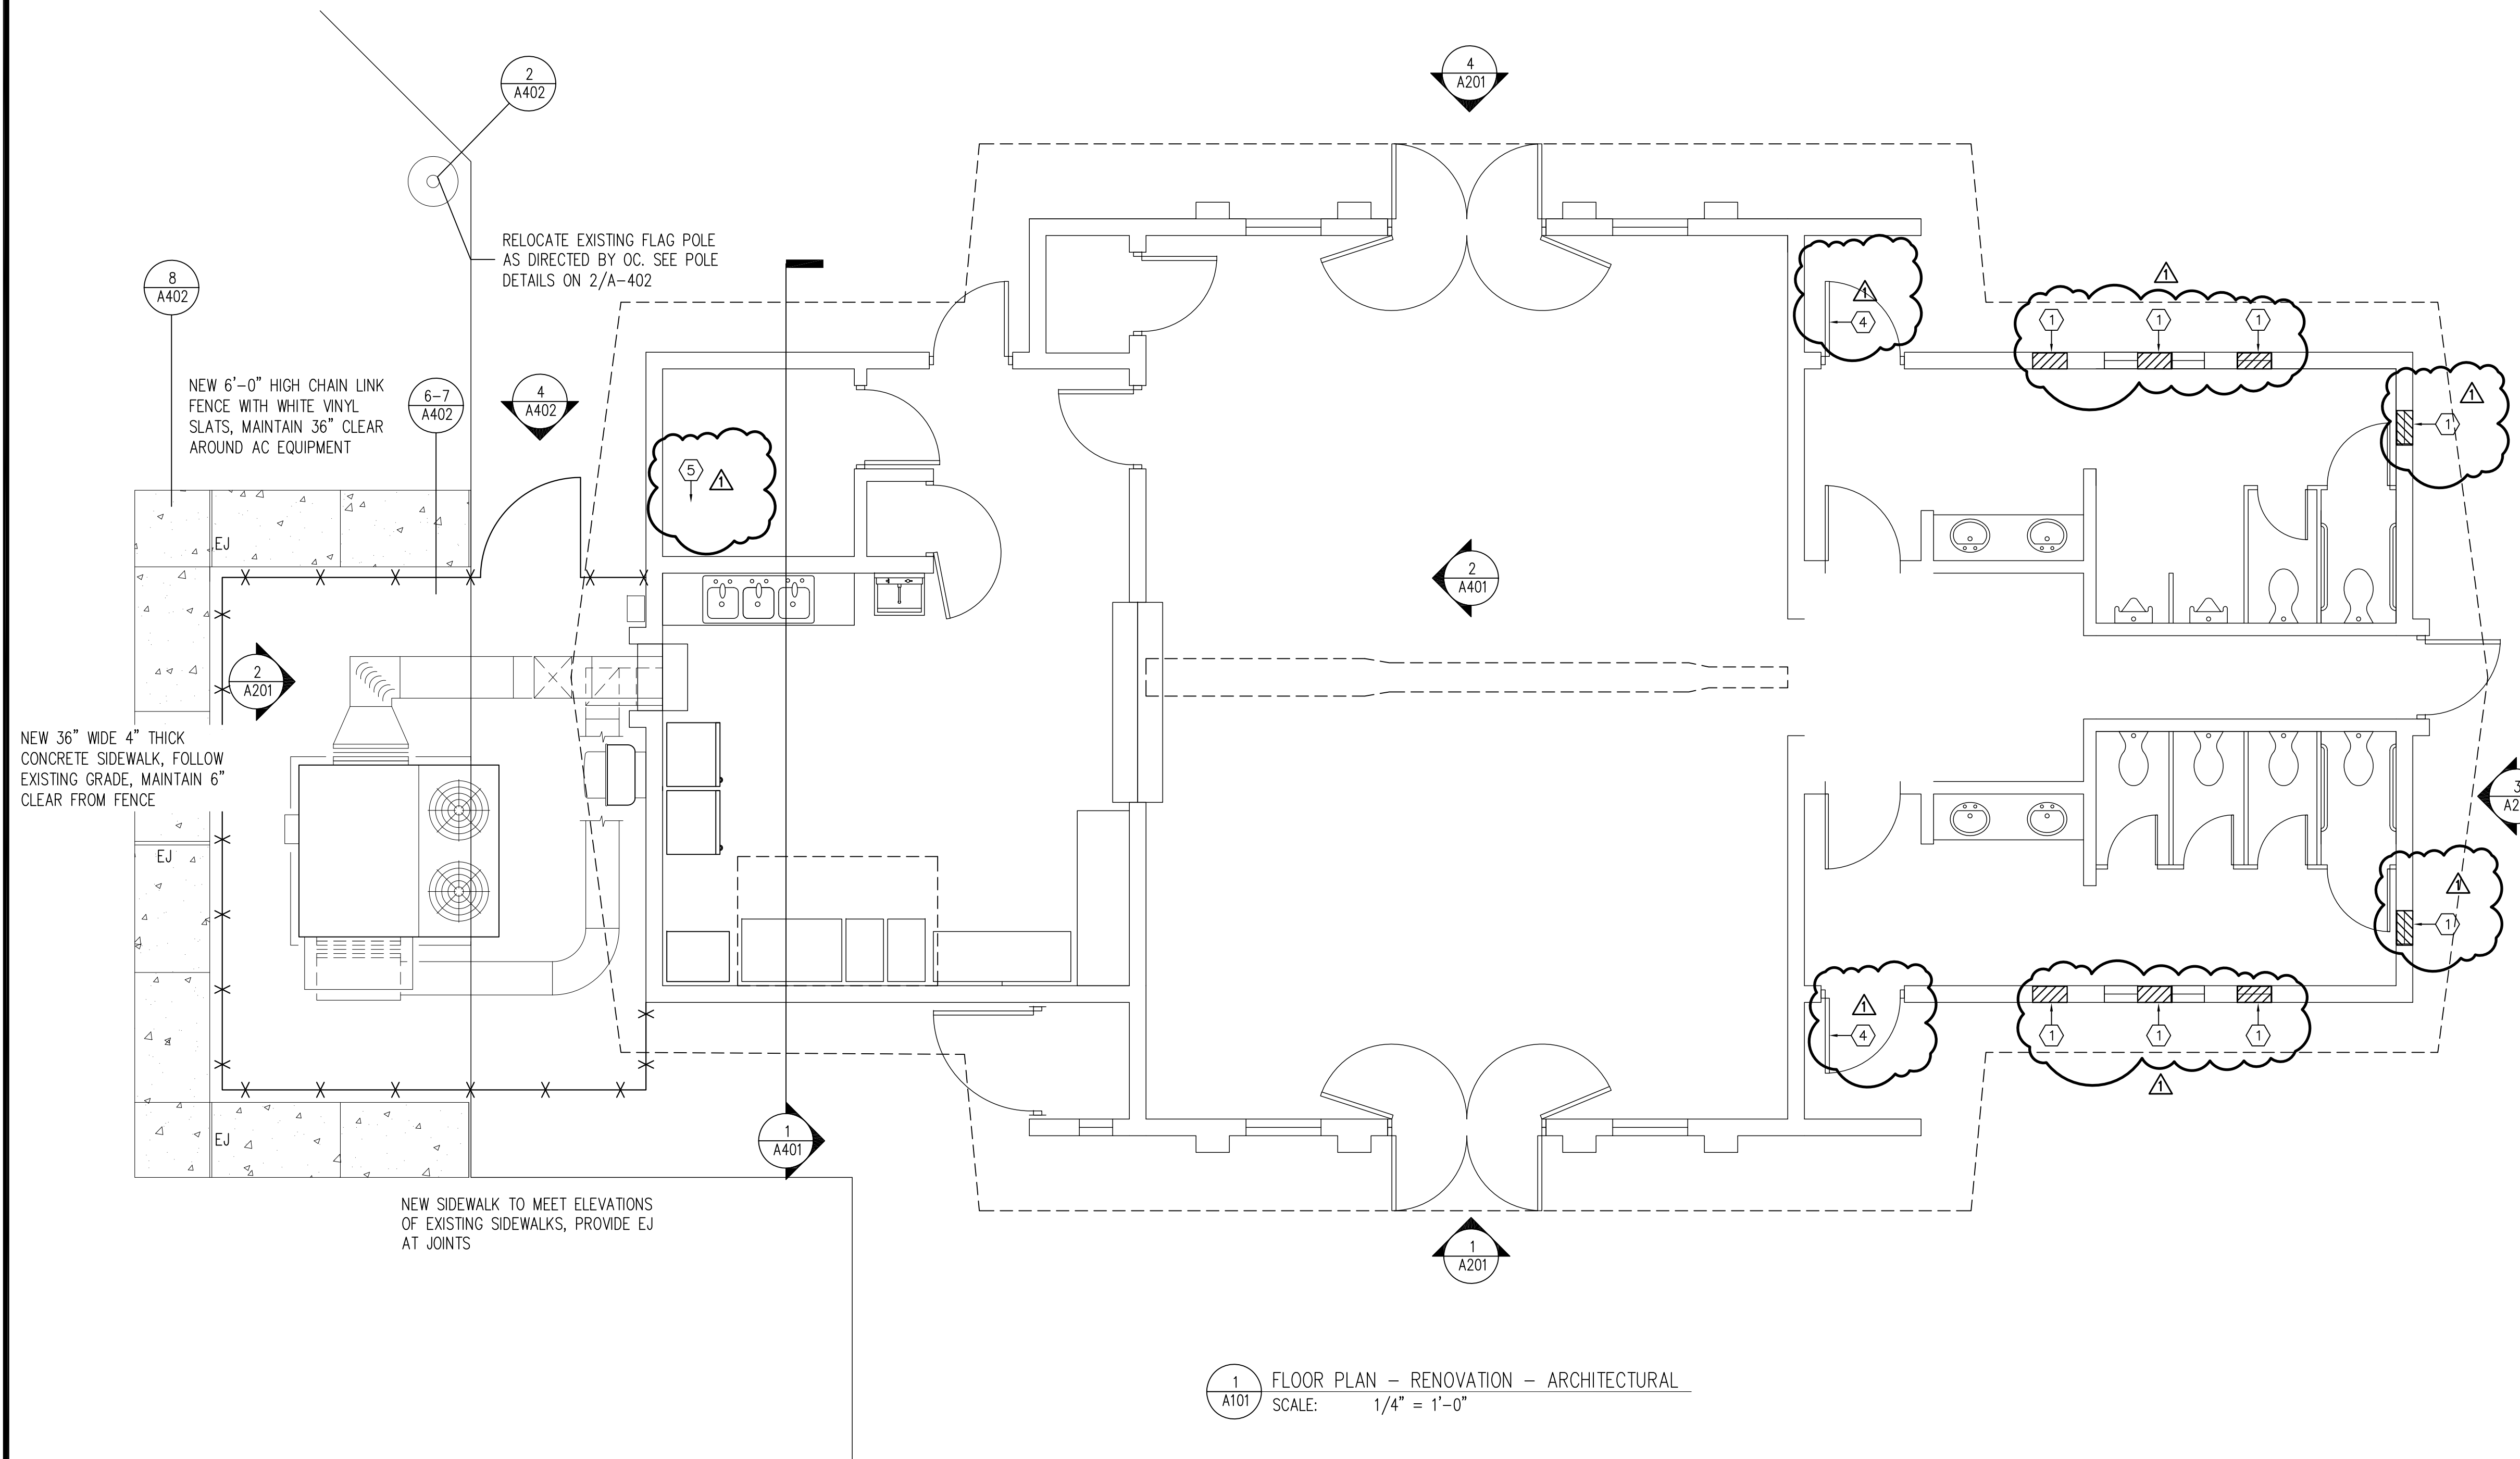 2
A402
4
A201
RELOCATE EXISTING FLAG POLE
AS DIRECTED BY OC. SEE POLE
DETAILS ON 2/A-402
8
A402
NEW 6'-0" HIGH CHAIN LINK
FENCE WITH WHITE VINYL
SLATS, MAINTAIN 36" CLEAR
AROUND AC EQUIPMENT
6-7
A402
4
A402
1
4
1
1
1
1
1
1
5
1
EJ
2
A401
2
A201
NEW 36" WIDE 4" THICK
CONCRETE SIDEWALK, FOLLOW
EXISTING GRADE, MAINTAIN 6"
CLEAR FROM FENCE
EJ
3
1
1
1
4
1
1
1
1
EJ
1
A401
NEW SIDEWALK TO MEET ELEVATIONS
OF EXISTING SIDEWALKS, PROVIDE EJ
AT JOINTS
1
A201
1
A101
FLOOR PLAN - RENOVATION - ARCHITECTURAL
SCALE: 1/4" = 1'-0"